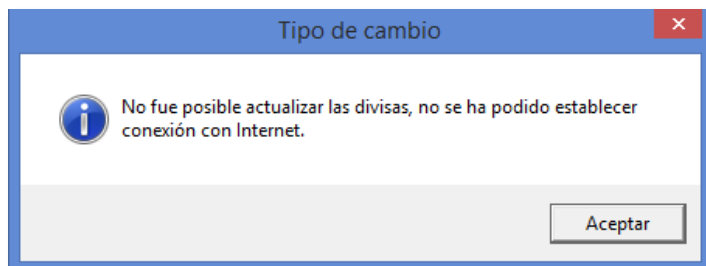 Tipo de cambio
No fue posible actualizar las divisas, no se ha podido establecer
conexión con Internet.
Aceptar